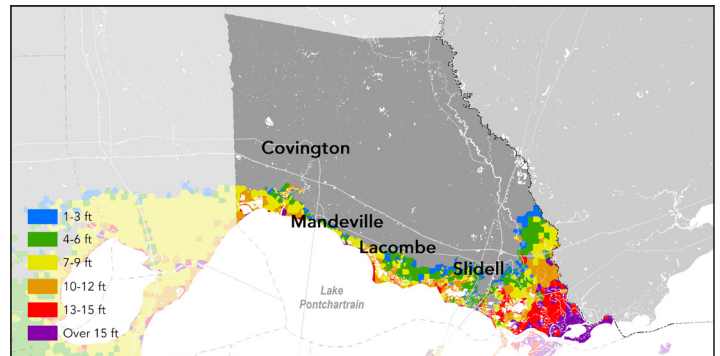 Covington
Mandeville
Lacombe
Slidell
Lake
Pontchartrain
1-3 ft
4-6 ft
7-9 ft
10-12 ft
13-15 ft
Over 15 ft